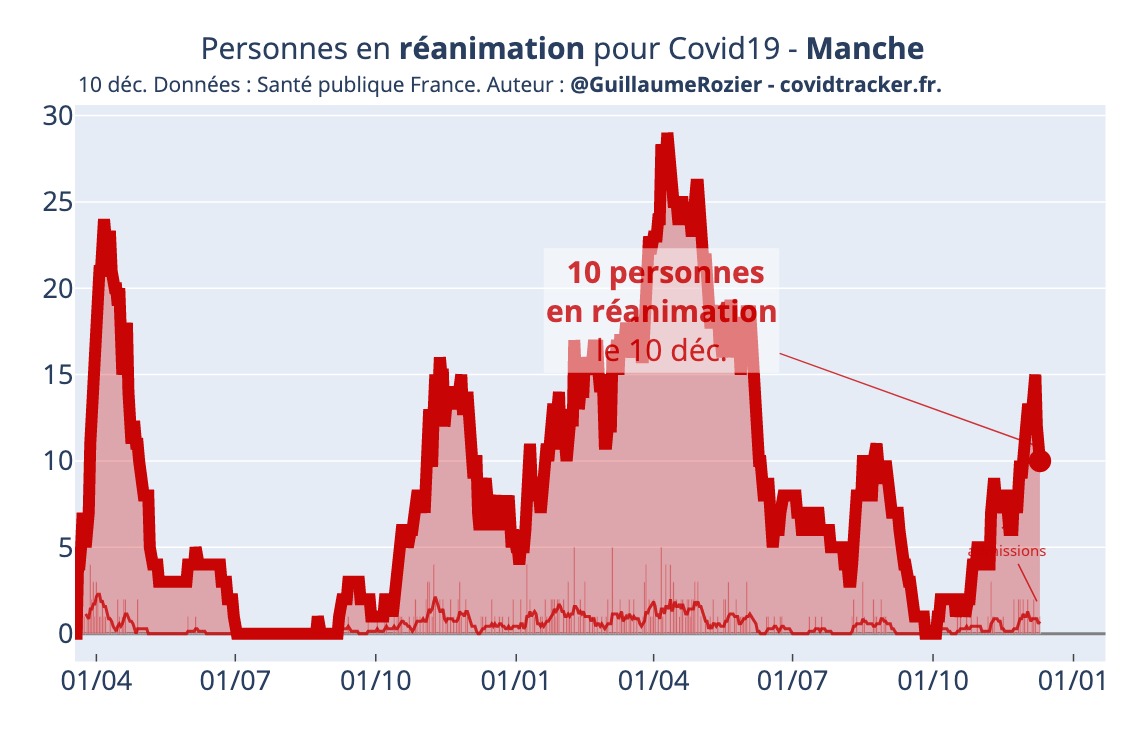 Personnes en réanimation pour Covid19 - Manche
10 déc. Données : Santé publique France. Auteur : @GuillaumeRozier - covidtracker.fr.
30
25
20
15
10
5
0
10 personnes
en réanimation
le 10 déc.
admissions
01/04
01/07
01/10
01/01
01/04
01/07
01/10
01/01